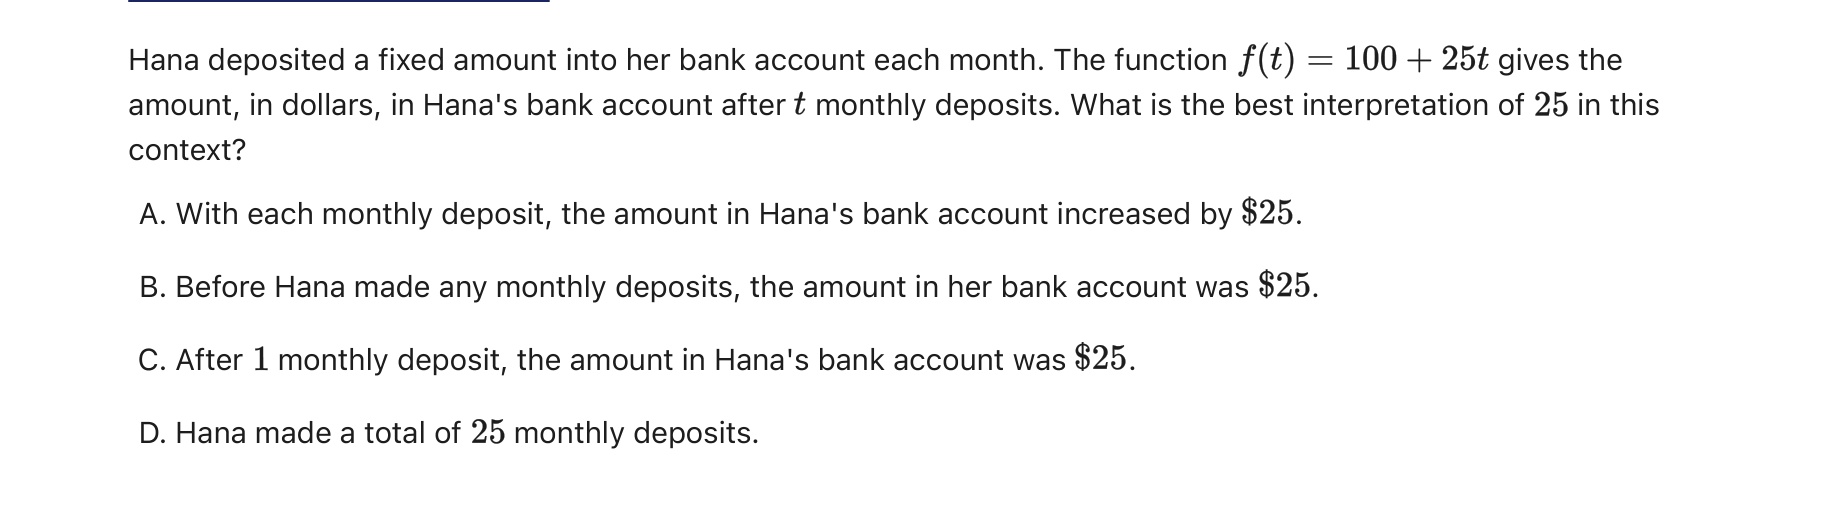 Hana deposited a fixed amount into her bank account each month. The function f(t) = 100 + 25t gives the
amount, in dollars, in Hana's bank account after t monthly deposits. What is the best interpretation of 25 in this
context?
A. With each monthly deposit, the amount in Hana's bank account increased by $25.
B. Before Hana made any monthly deposits, the amount in her bank account was $25.
C. After 1 monthly deposit, the amount in Hana's bank account was $25.
D. Hana made a total of 25 monthly deposits.